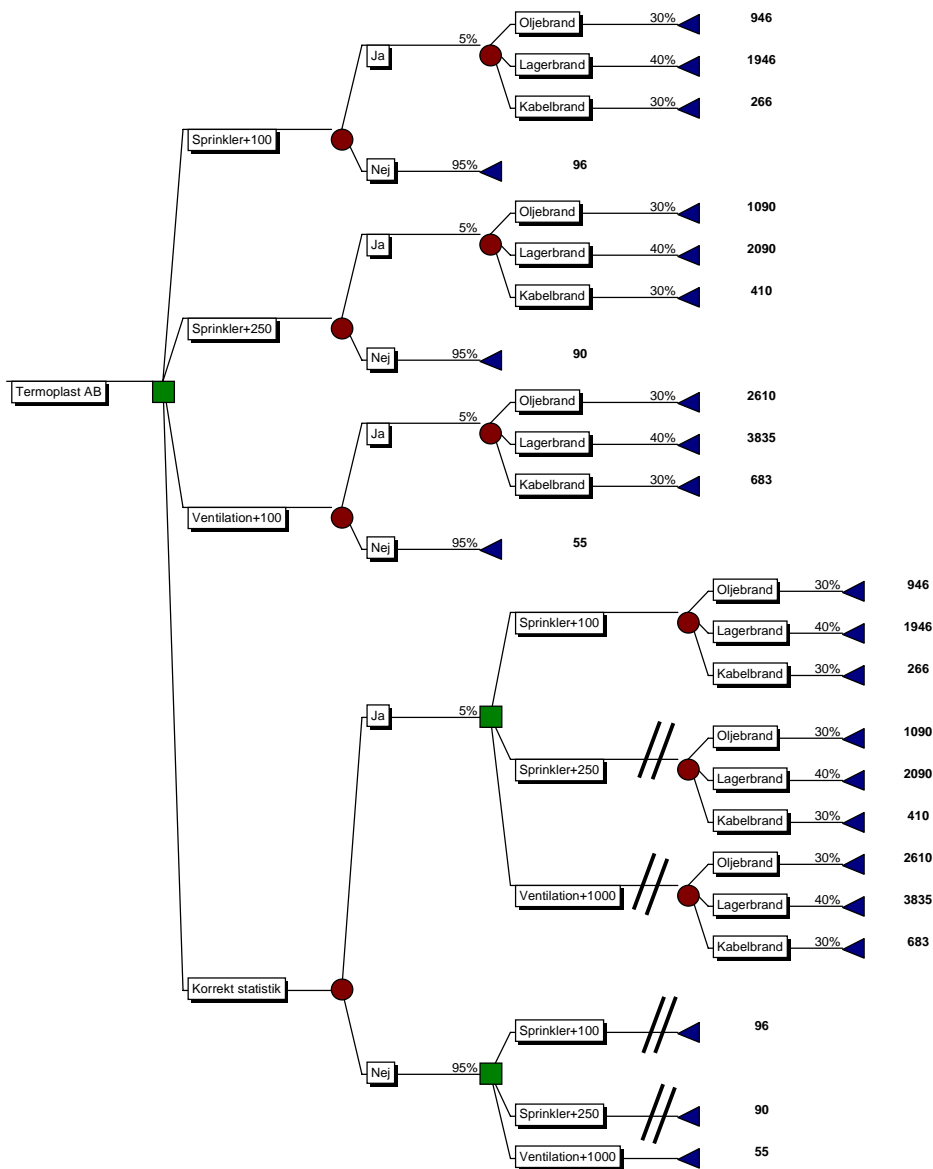 Oljebrand 30% 946
Ja 5%
Lagerbrand 40% 1946
Kabelbrand 30% 266
Sprinkler+100
Nej 95% 96
Oljebrand 30% 1090
Ja 5%
Lagerbrand 40% 2090
Kabelbrand 30% 410
Sprinkler+250
Nej 95% 90
Termoplast AB
Oljebrand 30% 2610
Ja 5%
Lagerbrand 40% 3835
Kabelbrand 30% 683
Ventilation+100
Nej 95% 55
Oljebrand 30% 946
Sprinkler+100
Lagerbrand 40% 1946
Kabelbrand 30% 266
Ja 5%
Oljebrand 30% 1090
Sprinkler+250
Lagerbrand 40% 2090
Kabelbrand 30% 410
Oljebrand 30% 2610
Ventilation+1000
Lagerbrand 40% 3835
Kabelbrand 30% 683
Korrekt statistik
Sprinkler+100 96
Nej 95%
Sprinkler+250 90
Ventilation+1000 55